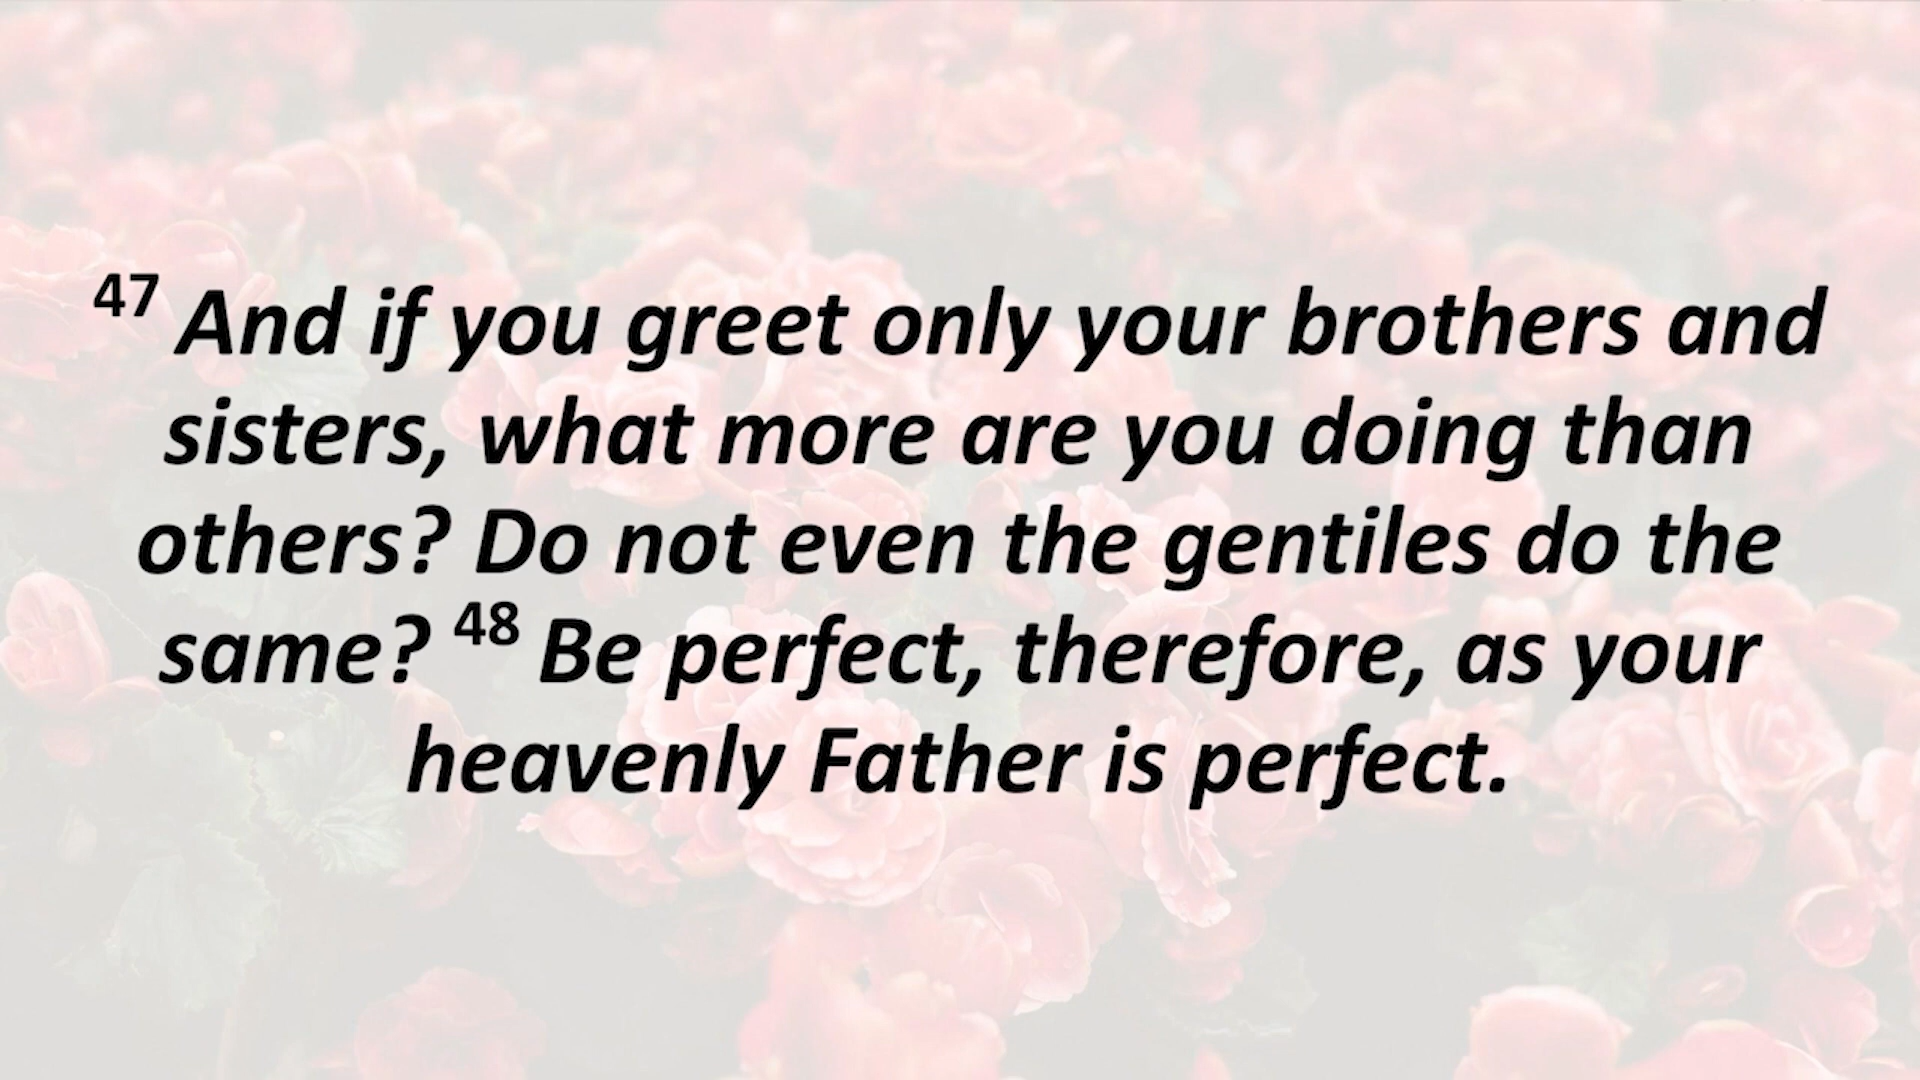 47 And if you greet only your brothers and
sisters, what more are you doing than
others? Do not even the gentiles do the
same? 48 Be perfect, therefore, as your
heavenly Father is perfect.